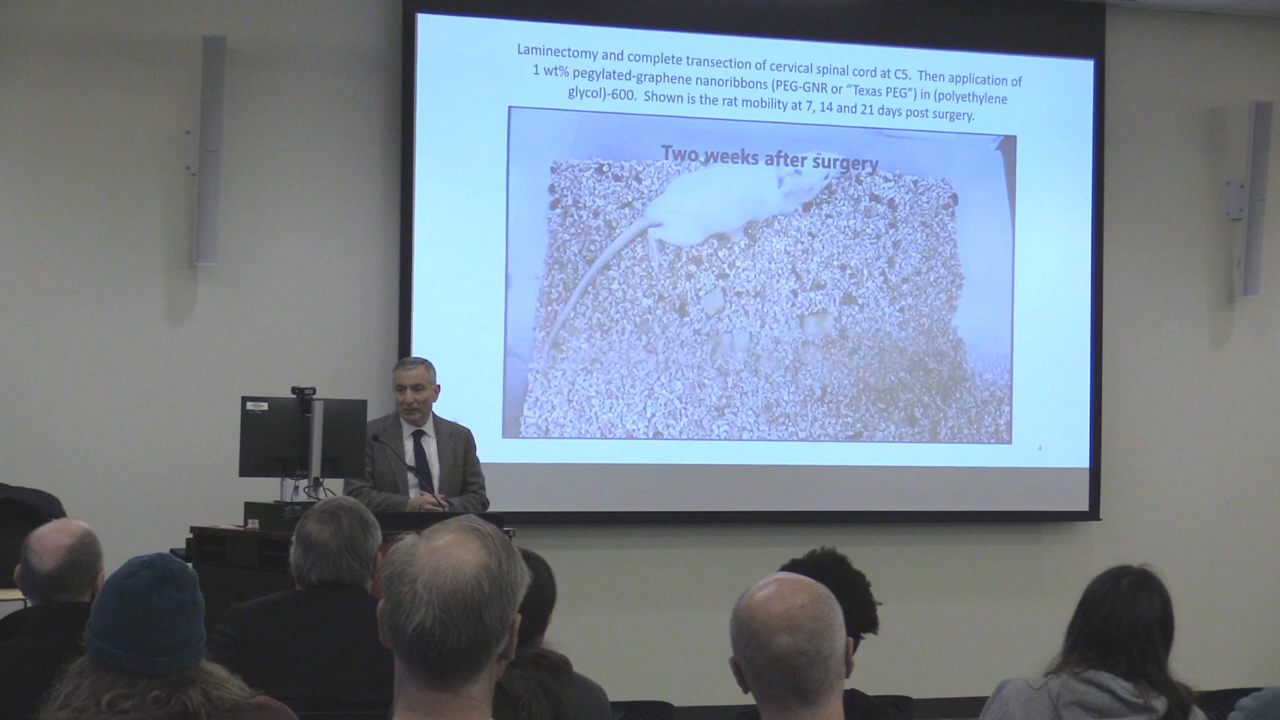 Laminectomy and complete transection of cervical spinal cord at C5.  Then application of
1 wt% pegylated-graphene nanoribbons (PEG-GNR or “Texas PEG”) in (polyethylene
glycol)-600.  Shown is the rat mobility at 7, 14 and 21 days post surgery.
Two weeks after surgery
4